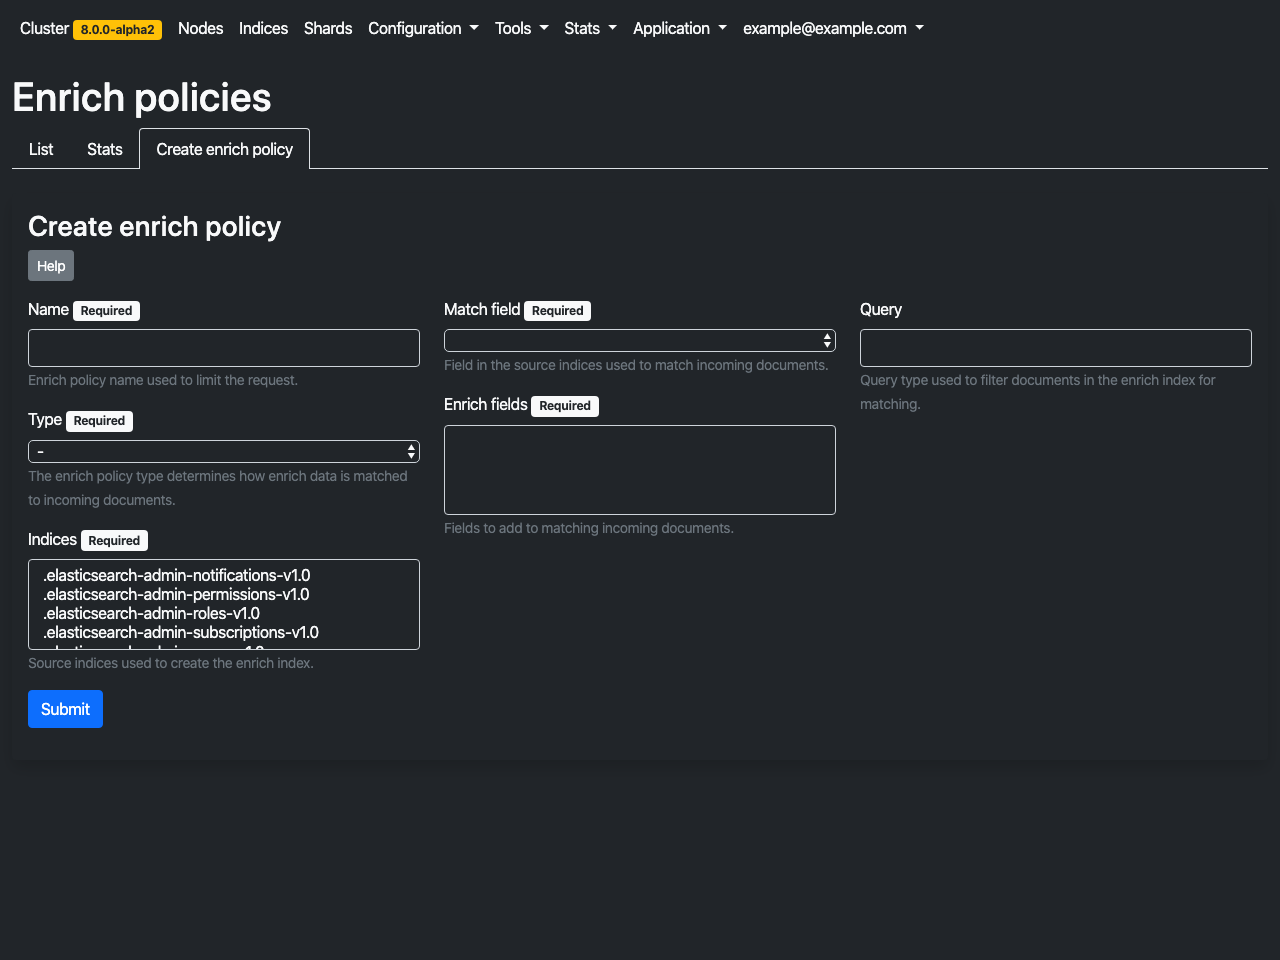 Cluster 8.0.0-alpha2 Nodes Indices Shards Configuration Tools Stats Application example@example.com
Enrich policies
List Stats Create enrich policy
Create enrich policy
Help
Name Required
Enrich policy name used to limit the request.
Type Required
-
The enrich policy type determines how enrich data is matched
to incoming documents.
Indices Required
.elasticsearch-admin-notifications-v1.0
.elasticsearch-admin-permissions-v1.0
.elasticsearch-admin-roles-v1.0
.elasticsearch-admin-subscriptions-v1.0
Source indices used to create the enrich index.
Submit
Match field Required
Field in the source indices used to match incoming documents.
Enrich fields Required
Fields to add to matching incoming documents.
Query
Query type used to filter documents in the enrich index for
matching.